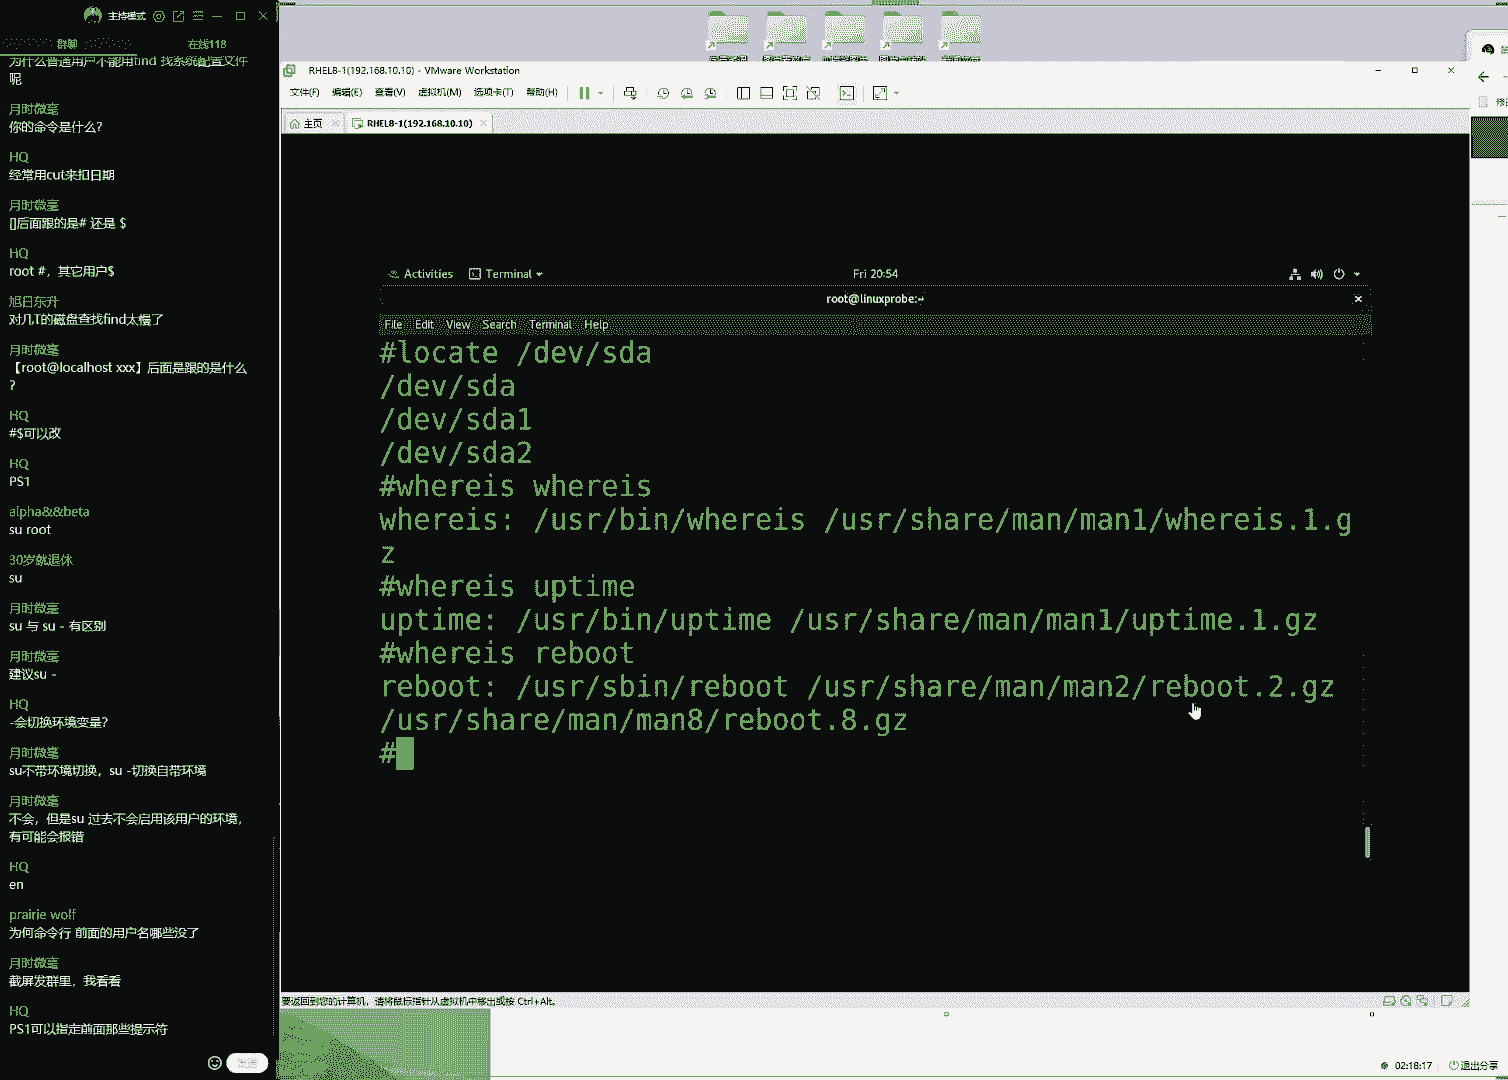 主持模式
群聊
在线118
为什么普通用户不能用find 找系统配置文件
呢
月时微毫
你的命令是什么?
HQ
经常用cut来扣日期
月时微毫
[]后面跟的是# 还是 $
HQ
root #，其它用户$
旭日东升
对几T的磁盘查找find太慢了
月时微毫
【root@localhost xxx】后面是跟的是什么
?
HQ
#$可以改
HQ
PS1
alpha&&beta
su root
30岁就退休
su
月时微毫
su 与 su - 有区别
月时微毫
建议su -
HQ
-会切换环境变量?
月时微毫
su不带环境切换，su -切换自带环境
月时微毫
不会，但是su 过去不会启用该用户的环境，
有可能会报错
HQ
en
prairie wolf
为何命令行 前面的用户名哪些没了
月时微毫
截屏发群里，我看看
HQ
PS1可以指定前面那些提示符
发送
RHEL8-1(192.168.10.10) - VMware Workstation
文件(F) 编辑(E) 查看(V) 虚拟机(M) 选项卡(T) 帮助(H)
主页 RHEL8-1(192.168.10.10)
Activities Terminal Fri 20:54
root@linuxprobe:~
File Edit View Search Terminal Help
#locate /dev/sda
/dev/sda
/dev/sda1
/dev/sda2
#whereis whereis
whereis: /usr/bin/whereis /usr/share/man/man1/whereis.1.g
z
#whereis uptime
uptime: /usr/bin/uptime /usr/share/man/man1/uptime.1.gz
#whereis reboot
reboot: /usr/sbin/reboot /usr/share/man/man2/reboot.2.gz
/usr/share/man/man8/reboot.8.gz
#
要返回到您的计算机，请将鼠标指针从虚拟机中移出或按 Ctrl+Alt。
02:18:17 退出分享